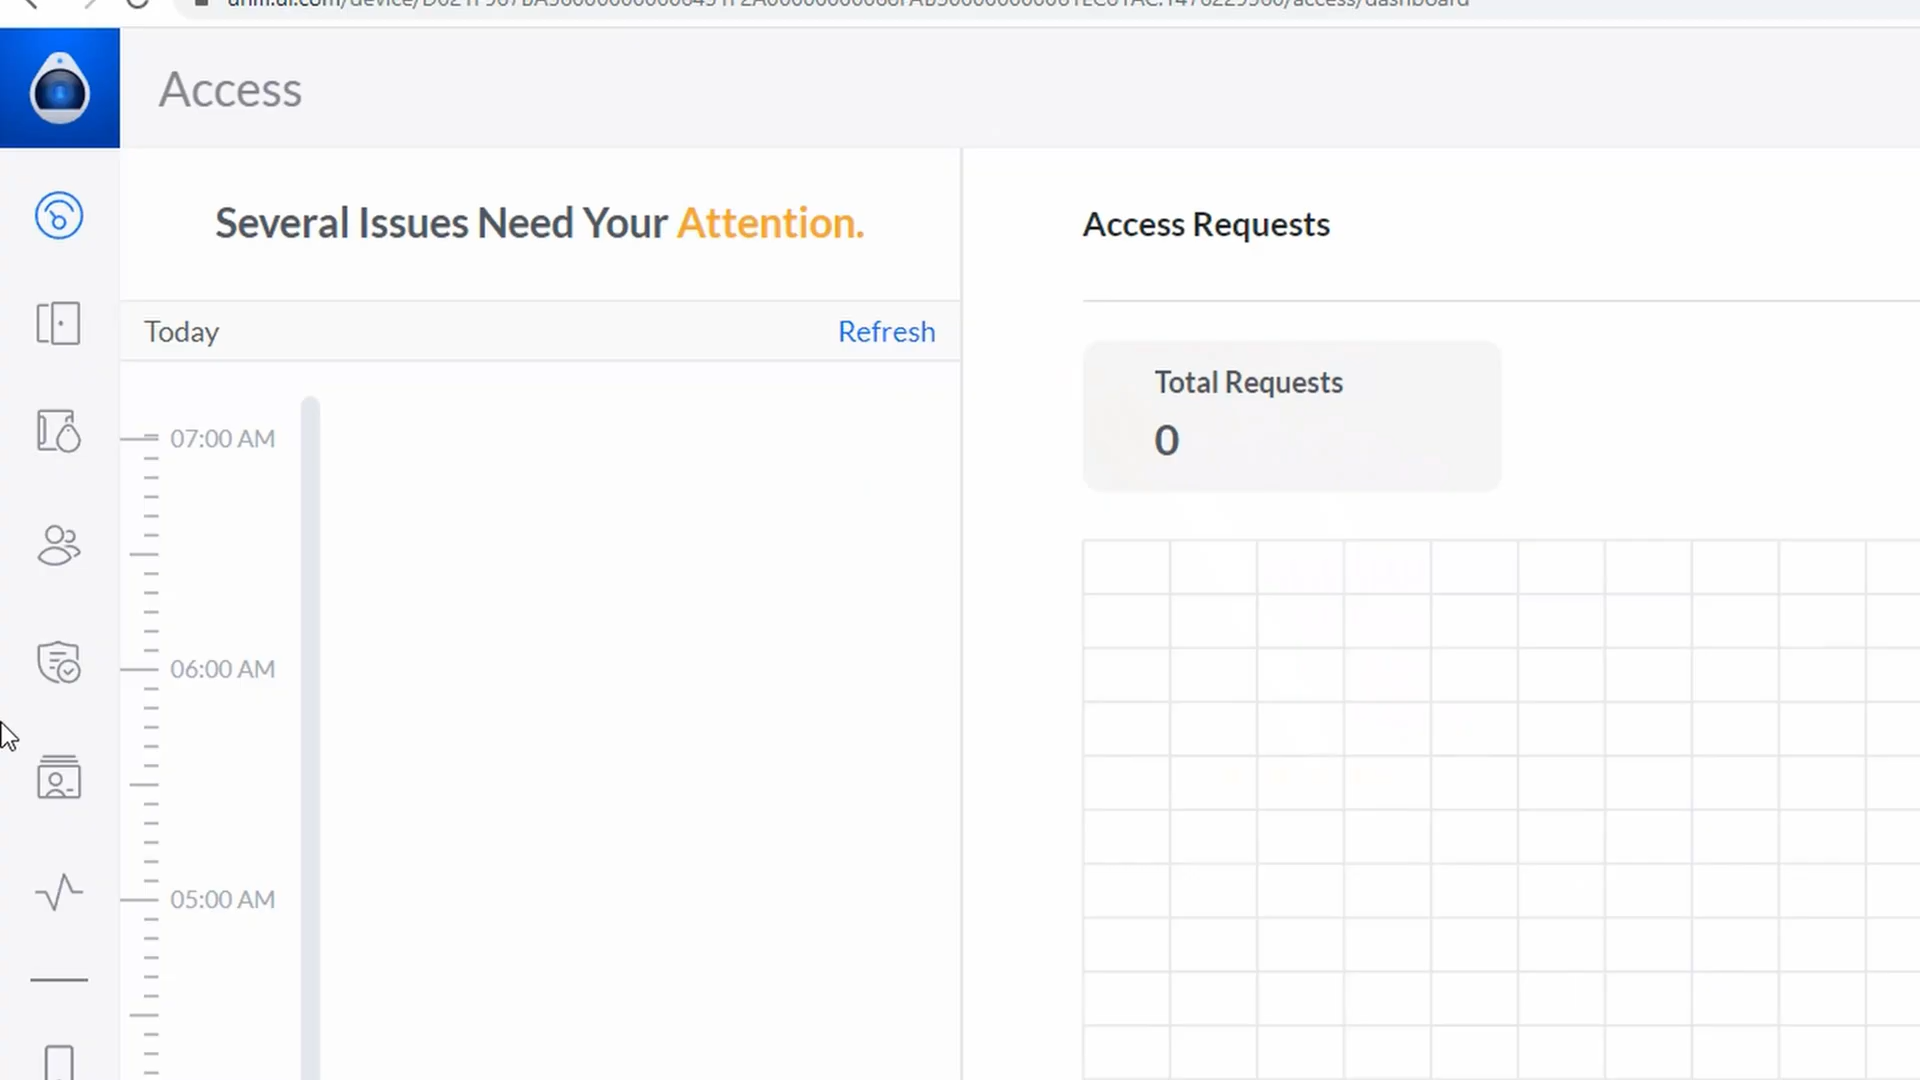 Access
Several Issues Need Your Attention.
Today
Refresh
07:00 AM
06:00 AM
05:00 AM
Access Requests
Total Requests
0